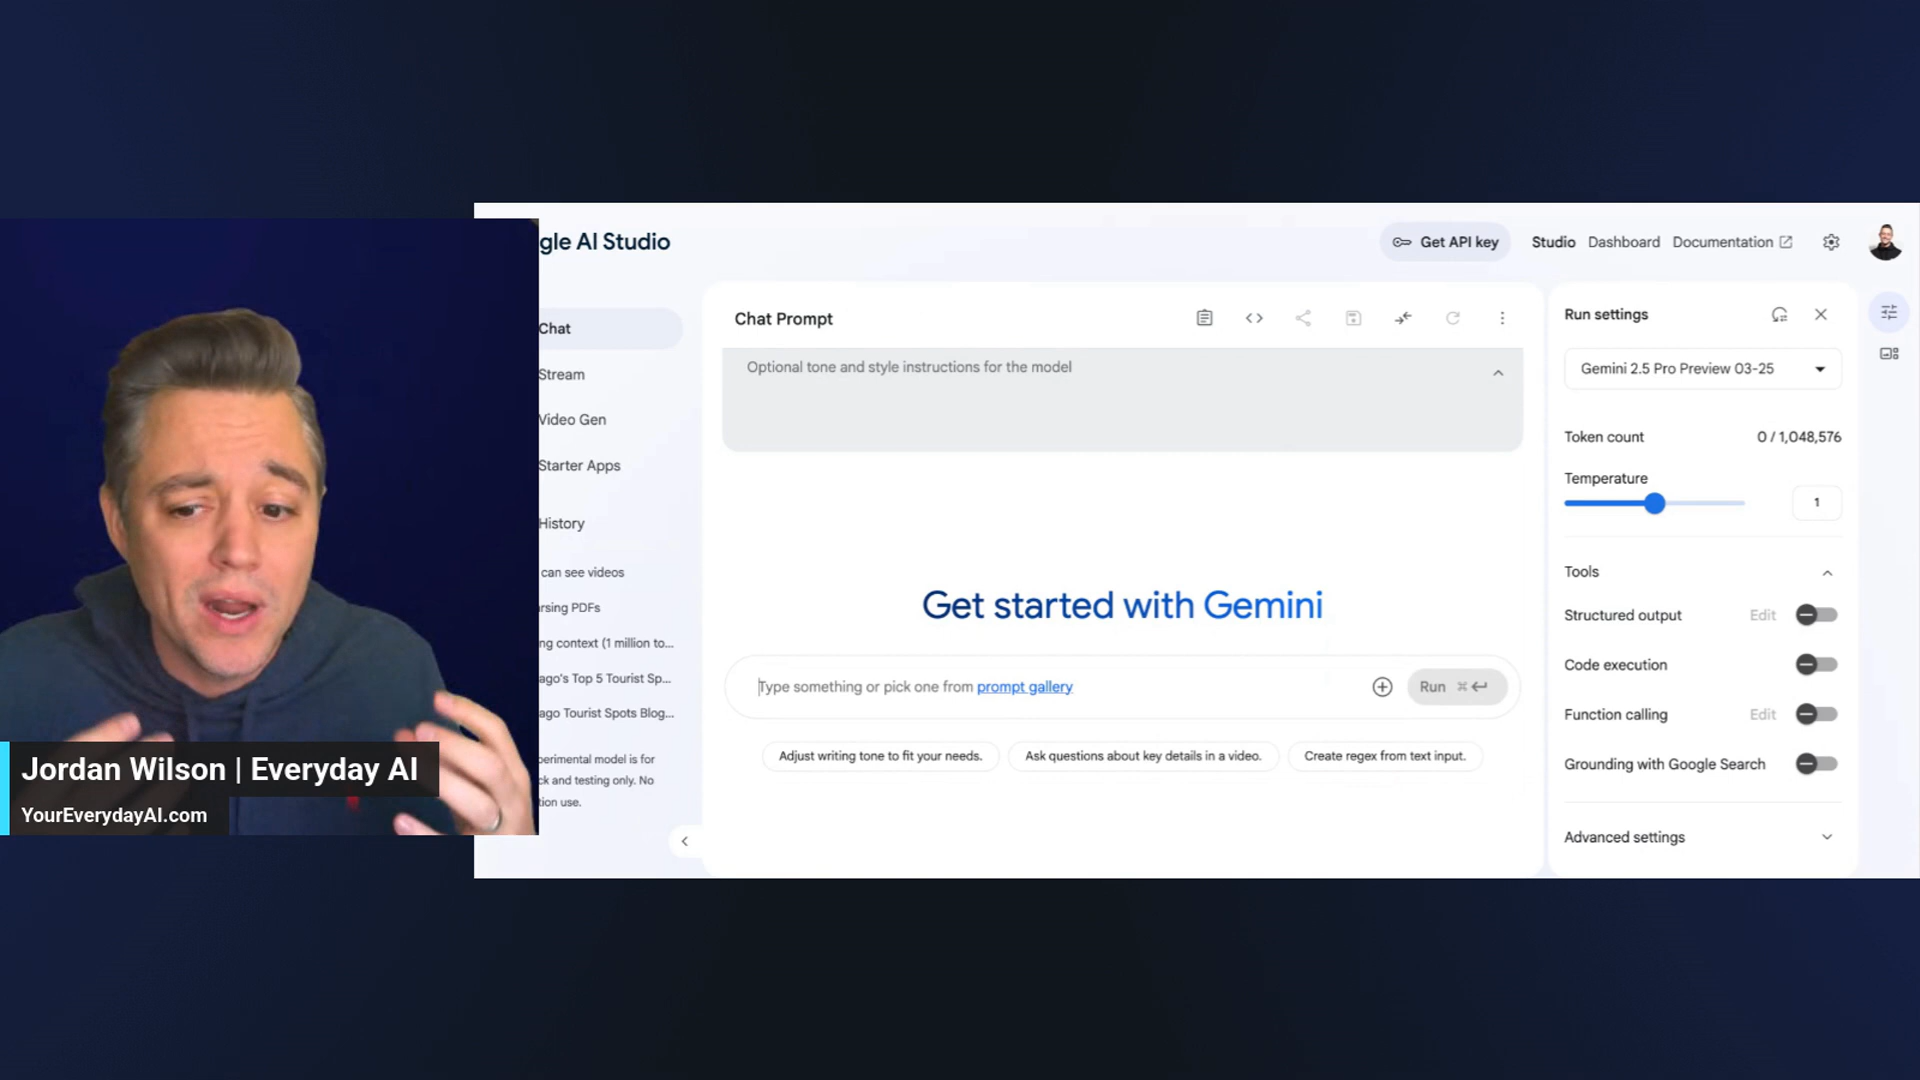 gle AI Studio
Get API key
Studio
Dashboard
Documentation
Chat
Stream
Video Gen
Starter Apps
History
can see videos
rsing PDFs
ng context (1 million to...
ago's Top 5 Tourist Sp...
ago Tourist Spots Blog...
perimental model is for
ck and testing only. No
tion use.
Chat Prompt
Optional tone and style instructions for the model
Get started with Gemini
Type something or pick one from prompt gallery
Run ⌘
Adjust writing tone to fit your needs.
Ask questions about key details in a video.
Create regex from text input.
Run settings
Gemini 2.5 Pro Preview 03-25
Token count
0 / 1,048,576
Temperature
1
Tools
Structured output
Edit
Code execution
Function calling
Edit
Grounding with Google Search
Advanced settings
Jordan Wilson | Everyday AI
YourEverydayAI.com